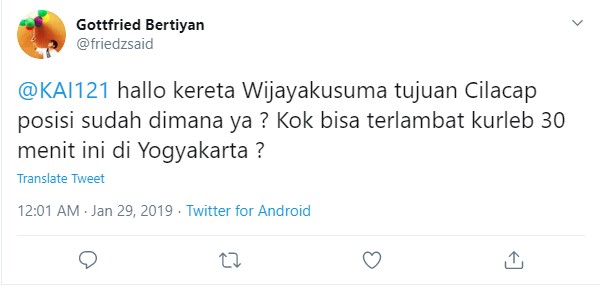 Gottfried Bertiyan
@friedzsaid
@KAI121 hallo kereta Wijayakusuma tujuan Cilacap
posisi sudah dimana ya ? Kok bisa terlambat kurleb 30
menit ini di Yogyakarta ?
Translate Tweet
12:01 AM · Jan 29, 2019 · Twitter for Android